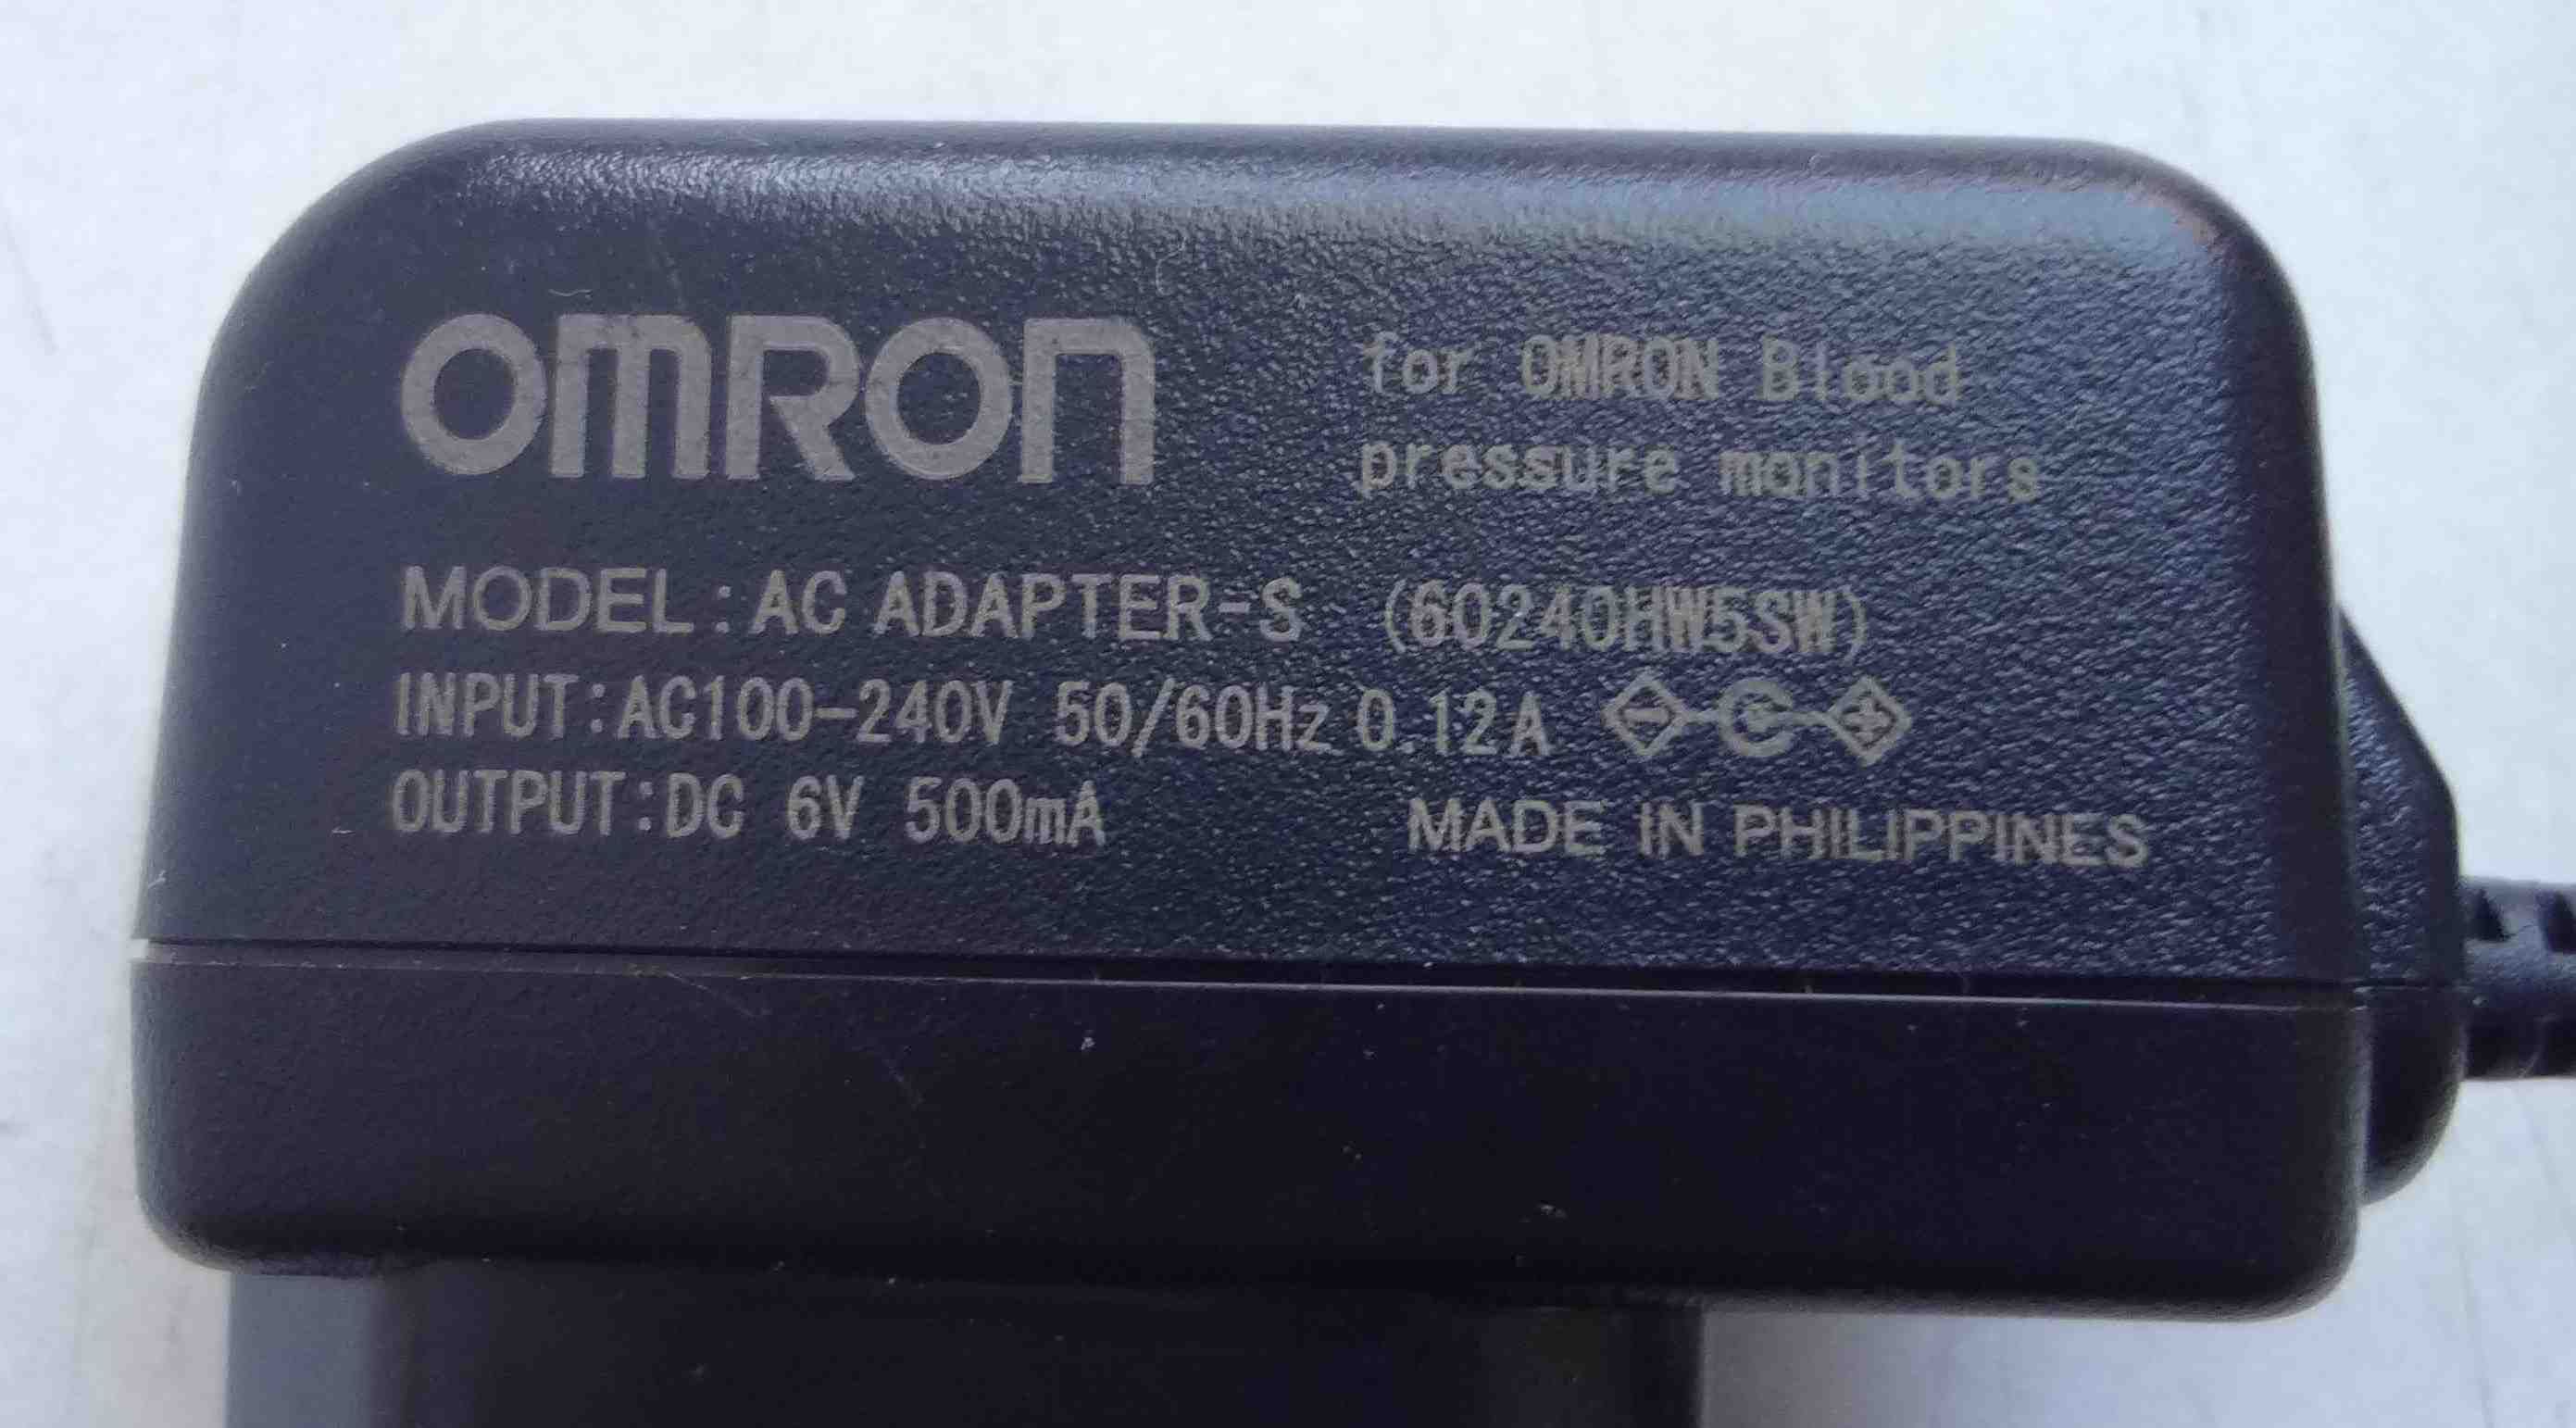 OMRON
for OMRON Blood
pressure monitors
MODEL:AC ADAPTER-S (60240HW5SW)
INPUT:AC100-240V 50/60Hz 0.12A
OUTPUT:DC 6V 500mA
MADE IN PHILIPPINES